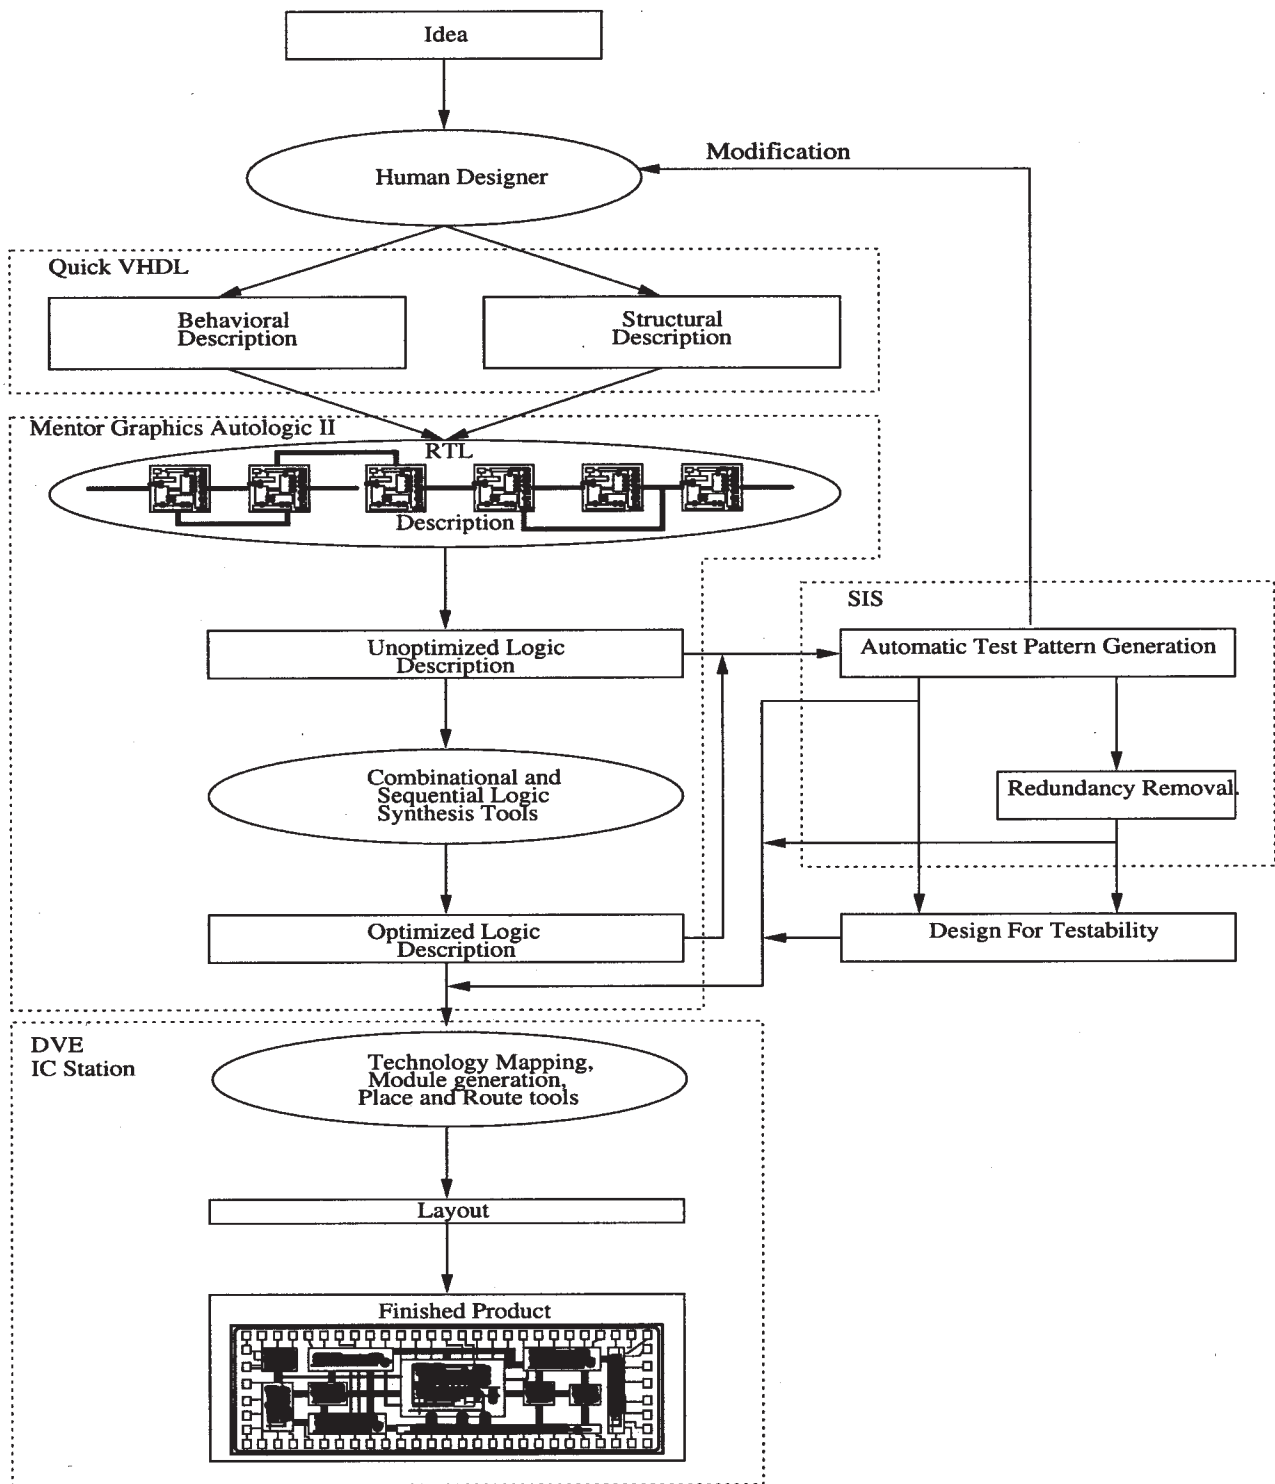 Idea
Human Designer
Modification
Quick VHDL
Behavioral
Description
Structural
Description
Mentor Graphics Autologic II
RTL
Description
SIS
Unoptimized Logic
Description
Automatic Test Pattern Generation
Combinational and
Sequential Logic
Synthesis Tools
Redundancy Removal.
Optimized Logic
Description
Design For Testability
DVE
IC Station
Technology Mapping,
Module generation,
Place and Route tools
Layout
Finished Product